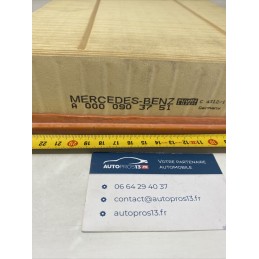 MERCEDES-BENZ
A 000 090 37 51
Germany
AUTOPROS13.FR
VOTRE PARTENAIRE
AUTOMOBILE
06 64 29 40 37
contact@autopros13.fr
autopros13.fr